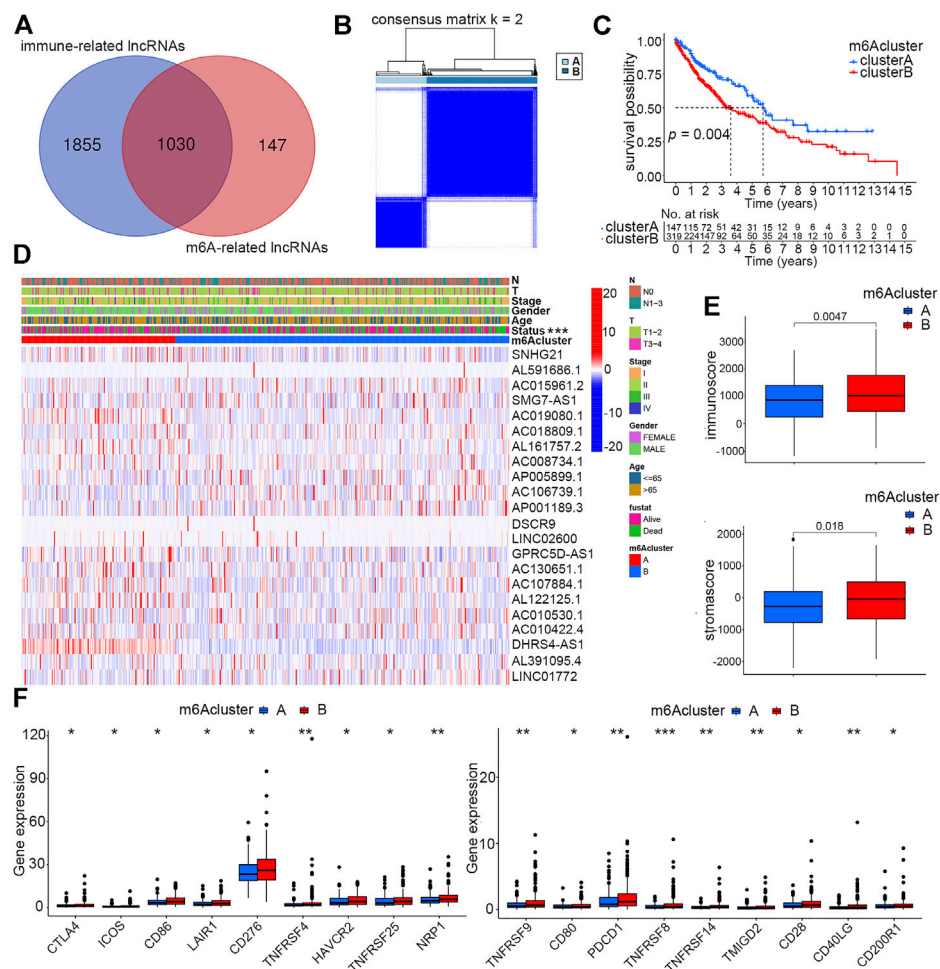 A
immune-related lncRNAs
1855
1030
147
m6A-related lncRNAs
B
consensus matrix k = 2
A
B
C
m6Acluster
clusterA
clusterB
survival possibility
1.00
0.75
0.50
0.25
0.00
p = 0.004
0 1 2 3 4 5 6 7 8 9 10 11 12 13 14 15
Time (years)
No. at risk
clusterA 147 115 72 51 42 31 15 12 9 6 4 3 2 0 0 0
clusterB 319 224 147 92 64 50 35 24 18 12 10 6 3 2 1 0
0 1 2 3 4 5 6 7 8 9 10 11 12 13 14 15
Time (years)
D
N
T
Stage
Gender
Age
Status ***
m6Acluster
SNHG21
AL591686.1
AC015961.2
SMG7-AS1
AC019080.1
AC018809.1
AL161757.2
AC008734.1
AP005899.1
AC106739.1
AP001189.3
DSCR9
LINC02600
GPRC5D-AS1
AC130651.1
AC107884.1
AL122125.1
AC010530.1
AC010422.4
DHRS4-AS1
AL391095.4
LINC01772
20
10
0
-10
-20
N
N0
N1-3
T
T1-2
T3-4
Stage
I
II
III
IV
Gender
FEMALE
MALE
Age
<=65
>65
fustat
Alive
Dead
m6Acluster
A
B
E
m6Acluster
A
B
0.0047
immunoscore
3000
2000
1000
0
-1000
m6Acluster
A
B
0.018
stromascore
2000
0
-2000
F
m6Acluster A B
* * * * * ** * * **
Gene expression
120
90
60
30
0
CTLA4
ICOS
CD86
LAIR1
CD276
TNFRSF4
HAVCR2
TNFRSF25
NRP1
m6Acluster A B
** * ** *** ** ** * ** *
Gene expression
20
10
0
TNFRSF9
CD80
PDCD1
TNFRSF8
TNFRSF14
TMIGD2
CD28
CD40LG
CD200R1